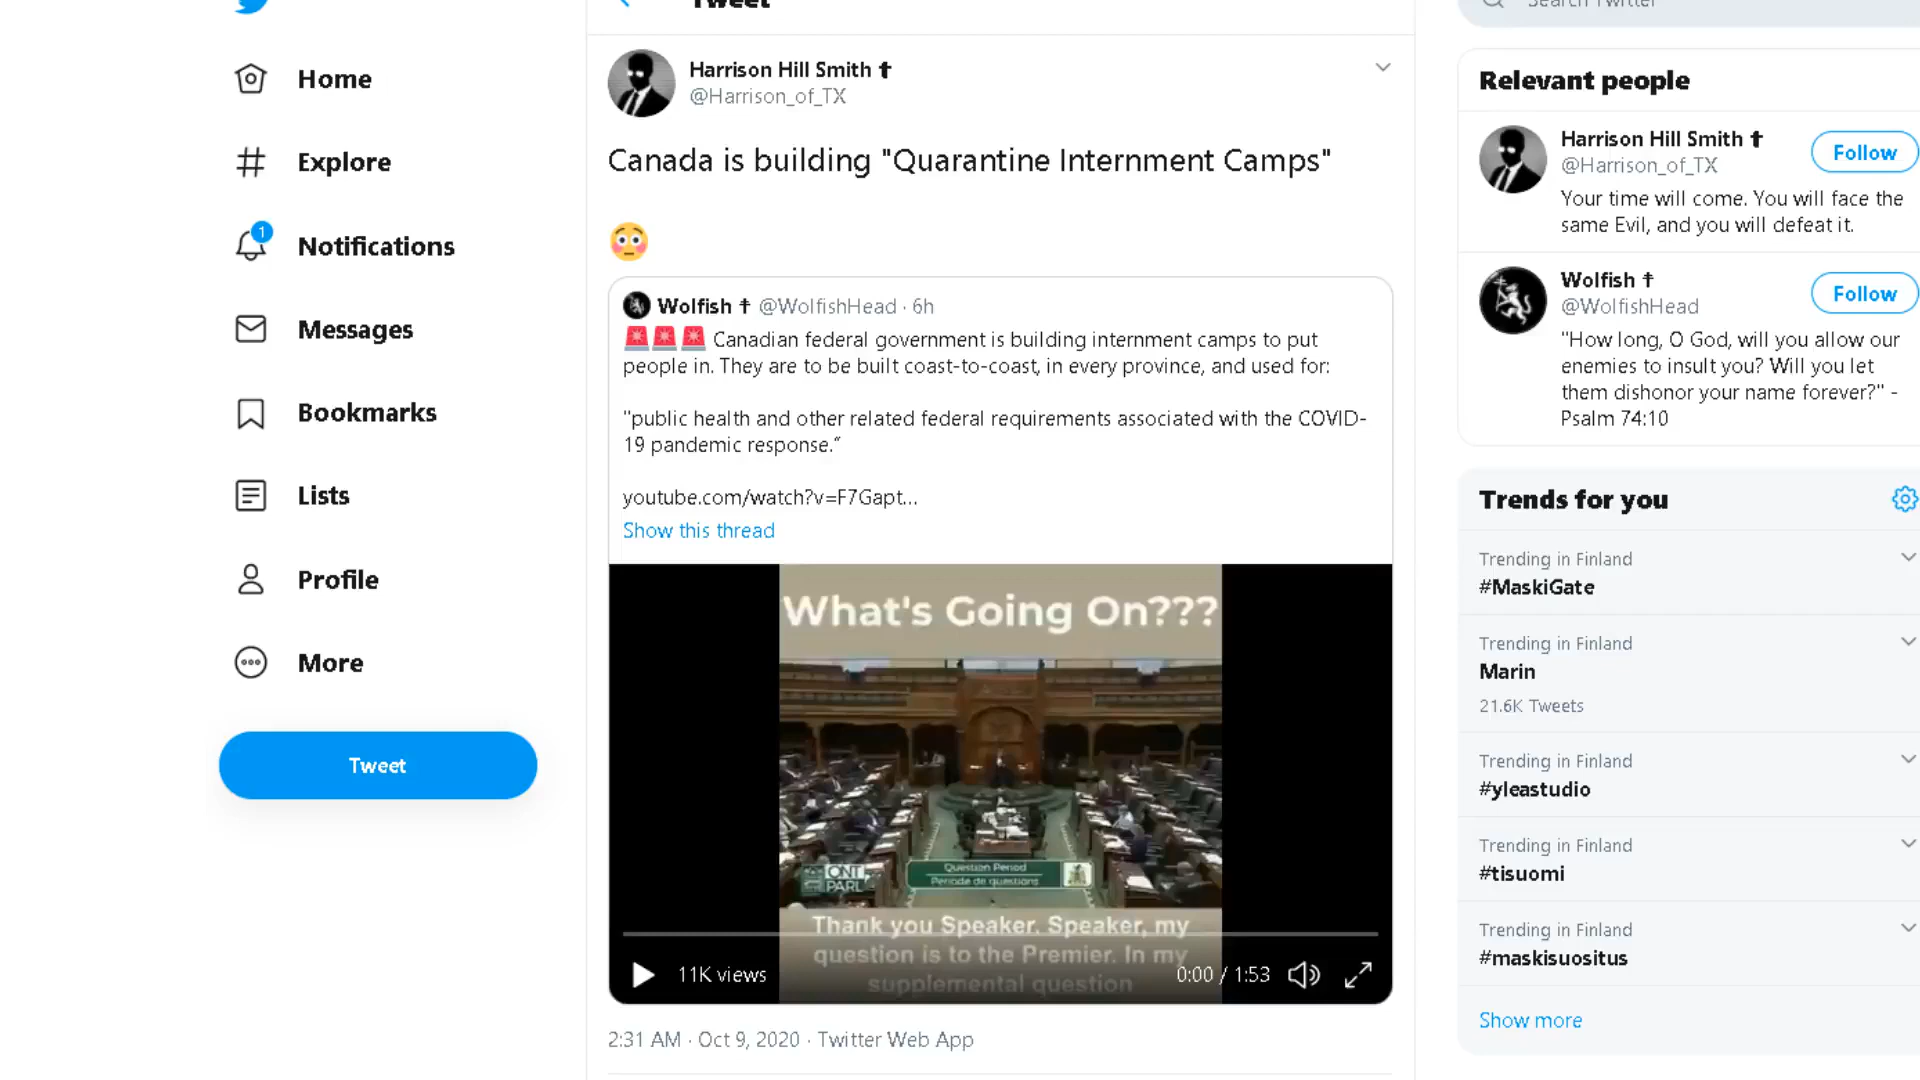 Tweet
Search Twitter
Home
Explore
1
Notifications
Messages
Bookmarks
Lists
Profile
More
Tweet
Harrison Hill Smith ✝
@Harrison_of_TX
Canada is building "Quarantine Internment Camps"
😳
Wolfish ✝ @WolfishHead · 6h
🚨🚨🚨 Canadian federal government is building internment camps to put
people in. They are to be built coast-to-coast, in every province, and used for:
"public health and other related federal requirements associated with the COVID-
19 pandemic response.”
youtube.com/watch?v=F7Gapt…
Show this thread
What's Going On???
ONT
PARL
Question Period
Période de questions
Thank you Speaker. Speaker, my
question is to the Premier. In my
supplemental question
11K views
0:00 / 1:53
2:31 AM · Oct 9, 2020 · Twitter Web App
Relevant people
Harrison Hill Smith ✝
@Harrison_of_TX
Follow
Your time will come. You will face the
same Evil, and you will defeat it.
Wolfish ✝
@WolfishHead
Follow
"How long, O God, will you allow our
enemies to insult you? Will you let
them dishonor your name forever?" -
Psalm 74:10
Trends for you
Trending in Finland
#MaskiGate
Trending in Finland
Marin
21.6K Tweets
Trending in Finland
#yleastudio
Trending in Finland
#tisuomi
Trending in Finland
#maskisuositus
Show more